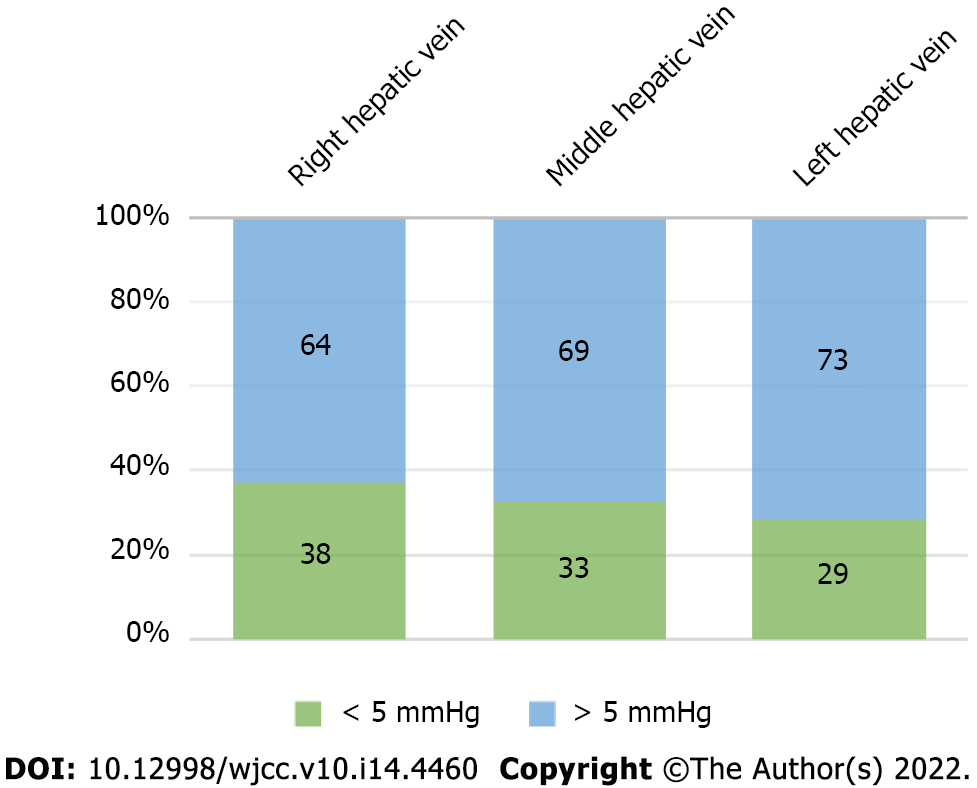 Right hepatic vein
Middle hepatic vein
Left hepatic vein
100%
80%
60%
40%
20%
0%
64
69
73
38
33
29
< 5 mmHg
> 5 mmHg
DOI: 10.12998/wjcc.v10.i14.4460 Copyright ©The Author(s) 2022.